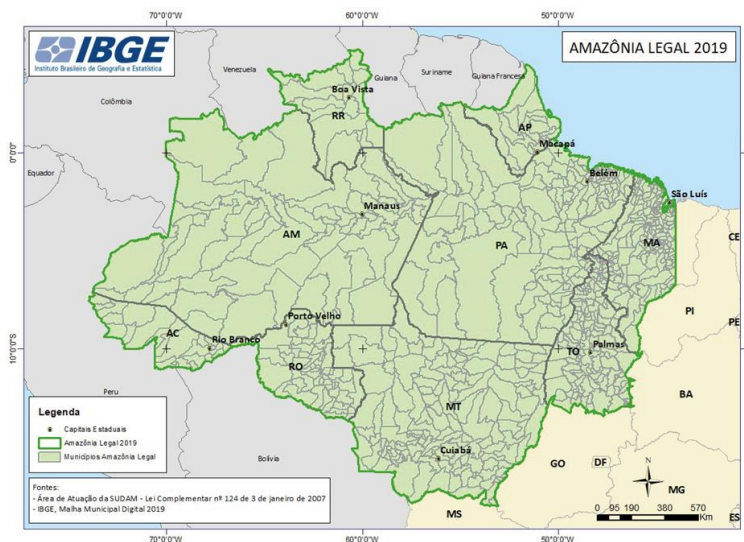 70°0'0"W
60°0'0"W
50°0'0"W
IBGE
Instituto Brasileiro de Geografia e Estatística
AMAZÔNIA LEGAL 2019
Venezuela
Guiana
Suriname
Guiana Francesa
Colômbia
Boa Vista
RR
AP
Macapá
0°0'0"
Equador
Belém
São Luís
Manaus
AM
PA
MA
CE
PI
PE
Porto Velho
AC
Rio Branco
10°0'0"S
RO
TO
Palmas
MT
BA
Peru
Bolívia
Cuiabá
GO
DF
MG
MS
ES
Legenda
Capitais Estaduais
Amazônia Legal 2019
Municípios Amazônia Legal
Fontes:
- Área de Atuação da SUDAM - Lei Complementar nº 124 de 3 de janeiro de 2007
- IBGE, Malha Municipal Digital 2019
N
0 95 190 380 570
Km
70°0'0"W
60°0'0"W
50°0'0"W